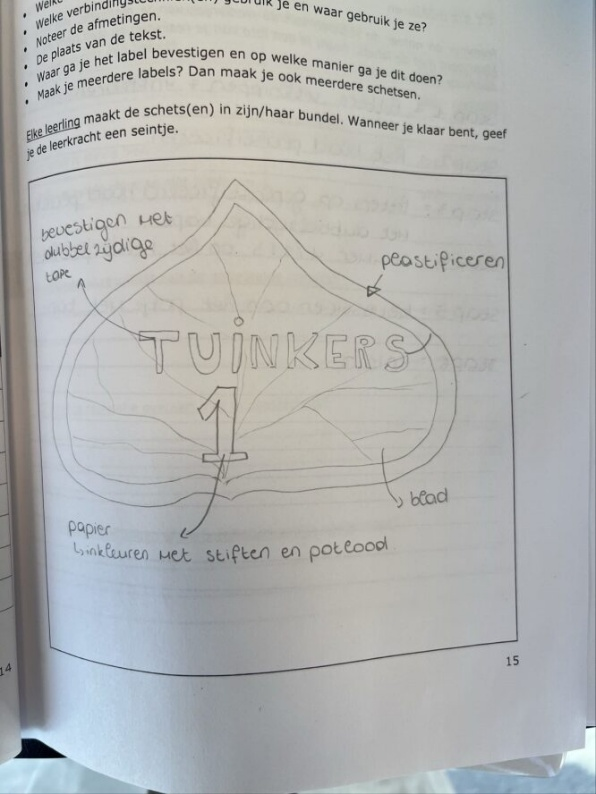 • Welke
• Welke verbindingstechniek(en) gebruik je en waar gebruik je ze?
• Noteer de afmetingen.
• De plaats van de tekst.
• Waar ga je het label bevestigen en op welke manier ga je dit doen?
• Maak je meerdere labels? Dan maak je ook meerdere schetsen.
Elke leerling maakt de schets(en) in zijn/haar bundel. Wanneer je klaar bent, geef
je de leerkracht een seintje.
bevestigen met
dubbelzijdige
tape
plastificeren
TUINKERS
1
blad
papier
↳ inkleuren met stiften en potlood
14
15